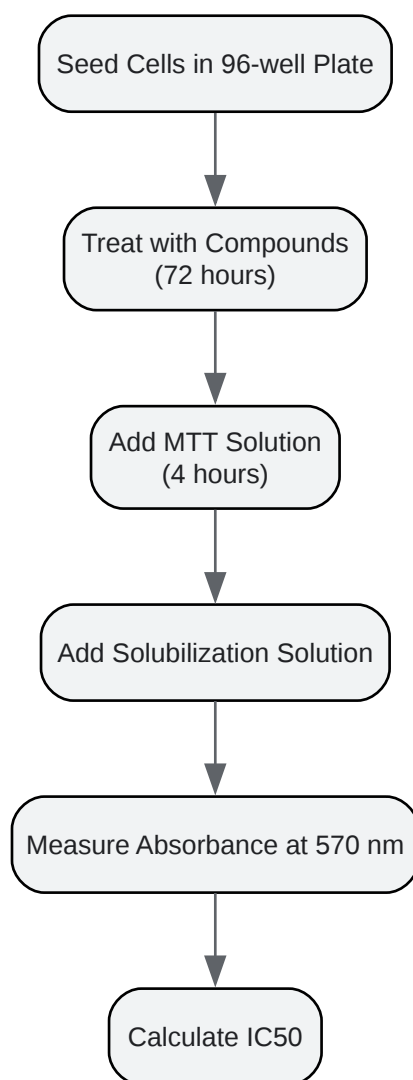 Seed Cells in 96-well Plate
Treat with Compounds
(72 hours)
Add MTT Solution
(4 hours)
Add Solubilization Solution
Measure Absorbance at 570 nm
Calculate IC50